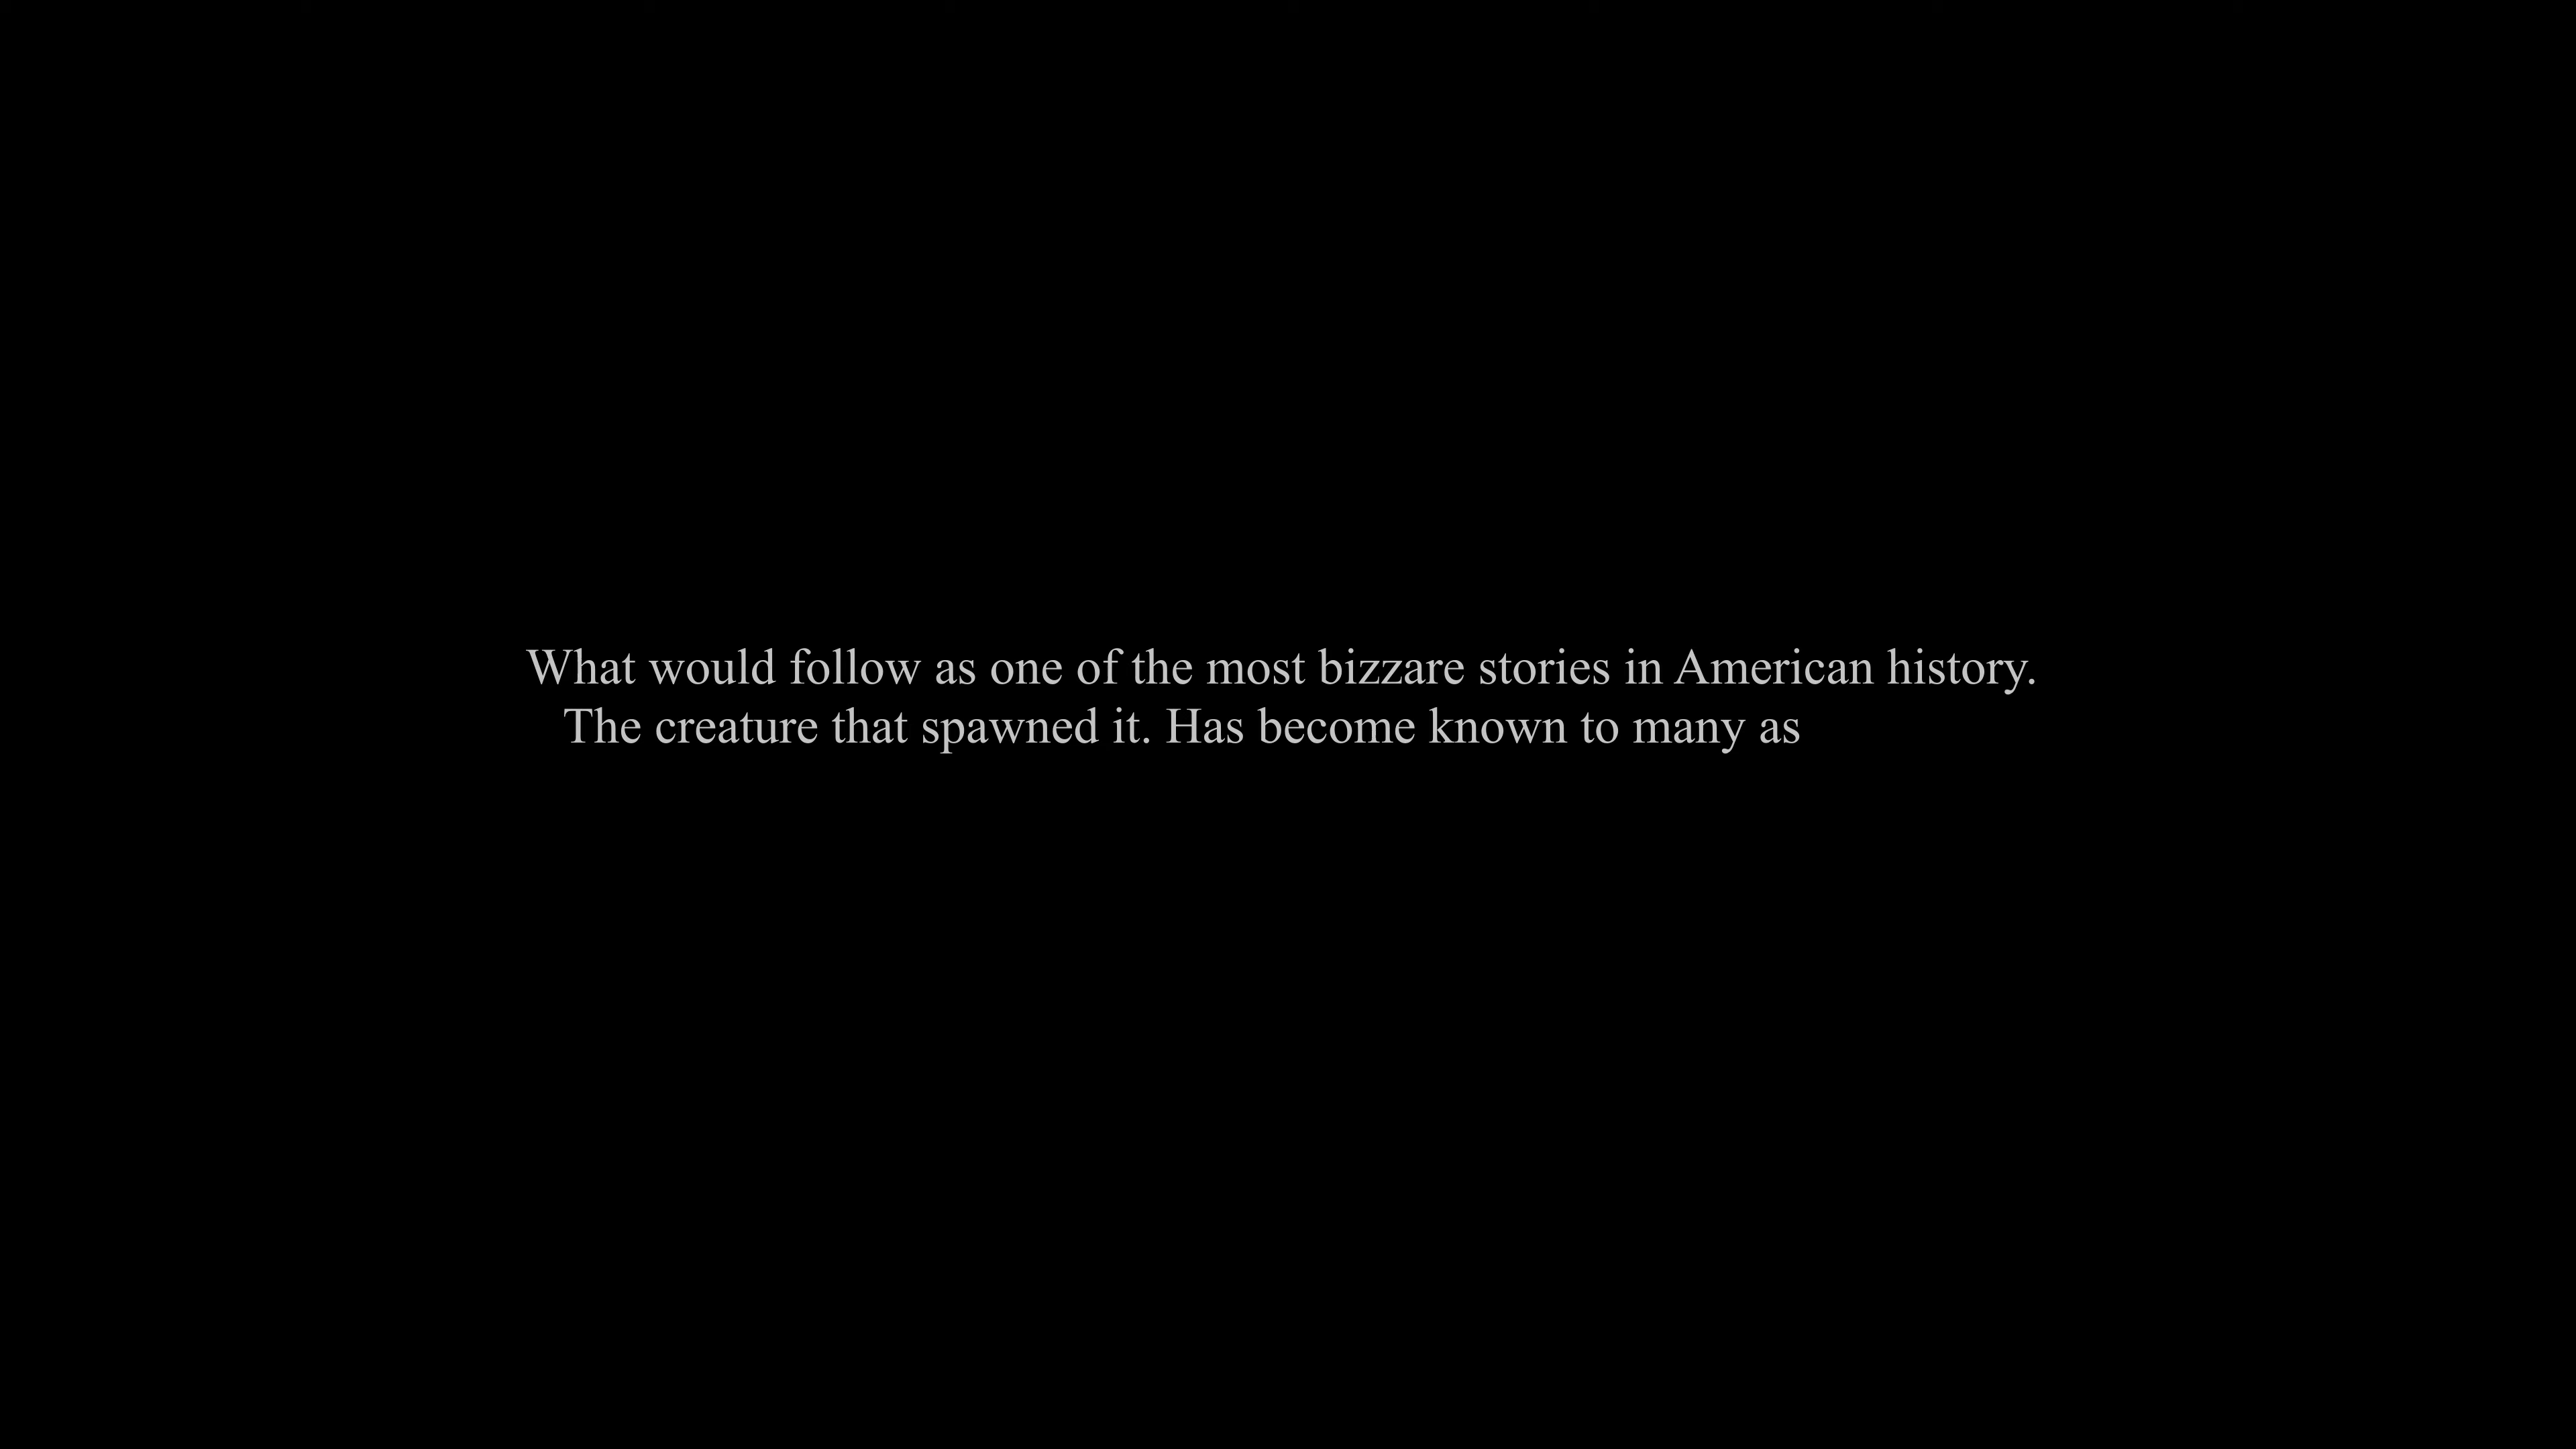 What would follow as one of the most bizzare stories in American history.
The creature that spawned it. Has become known to many as